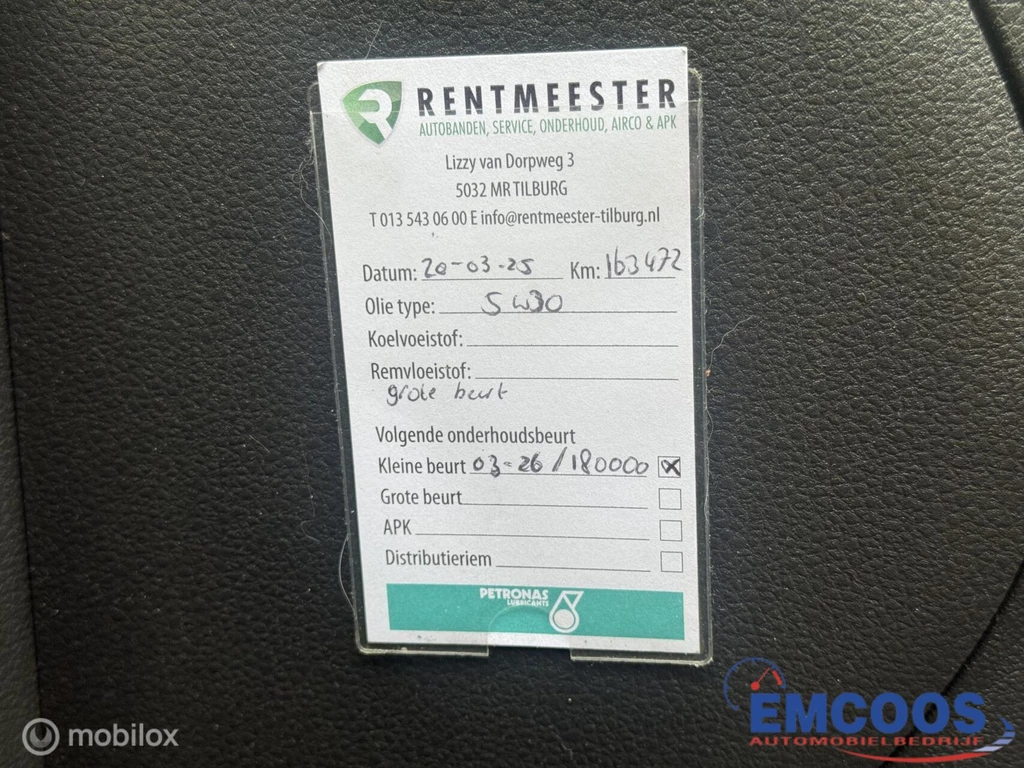 RENTMEESTER
AUTOBANDEN, SERVICE, ONDERHOUD, AIRCO & APK
Lizzy van Dorpweg 3
5032 MR TILBURG
T 013 543 06 00 E info@rentmeester-tilburg.nl
Datum: 20-03-25 Km: 163472
Olie type: 5W30
Koelvoeistof:
Remvloeistof:
grote beurt
Volgende onderhoudsbeurt
Kleine beurt 03-26/180000
Grote beurt
APK
Distributieriem
PETRONAS
LUBRICANTS
mobilox
EMCOOS
AUTOMOBIELBEDRIJF